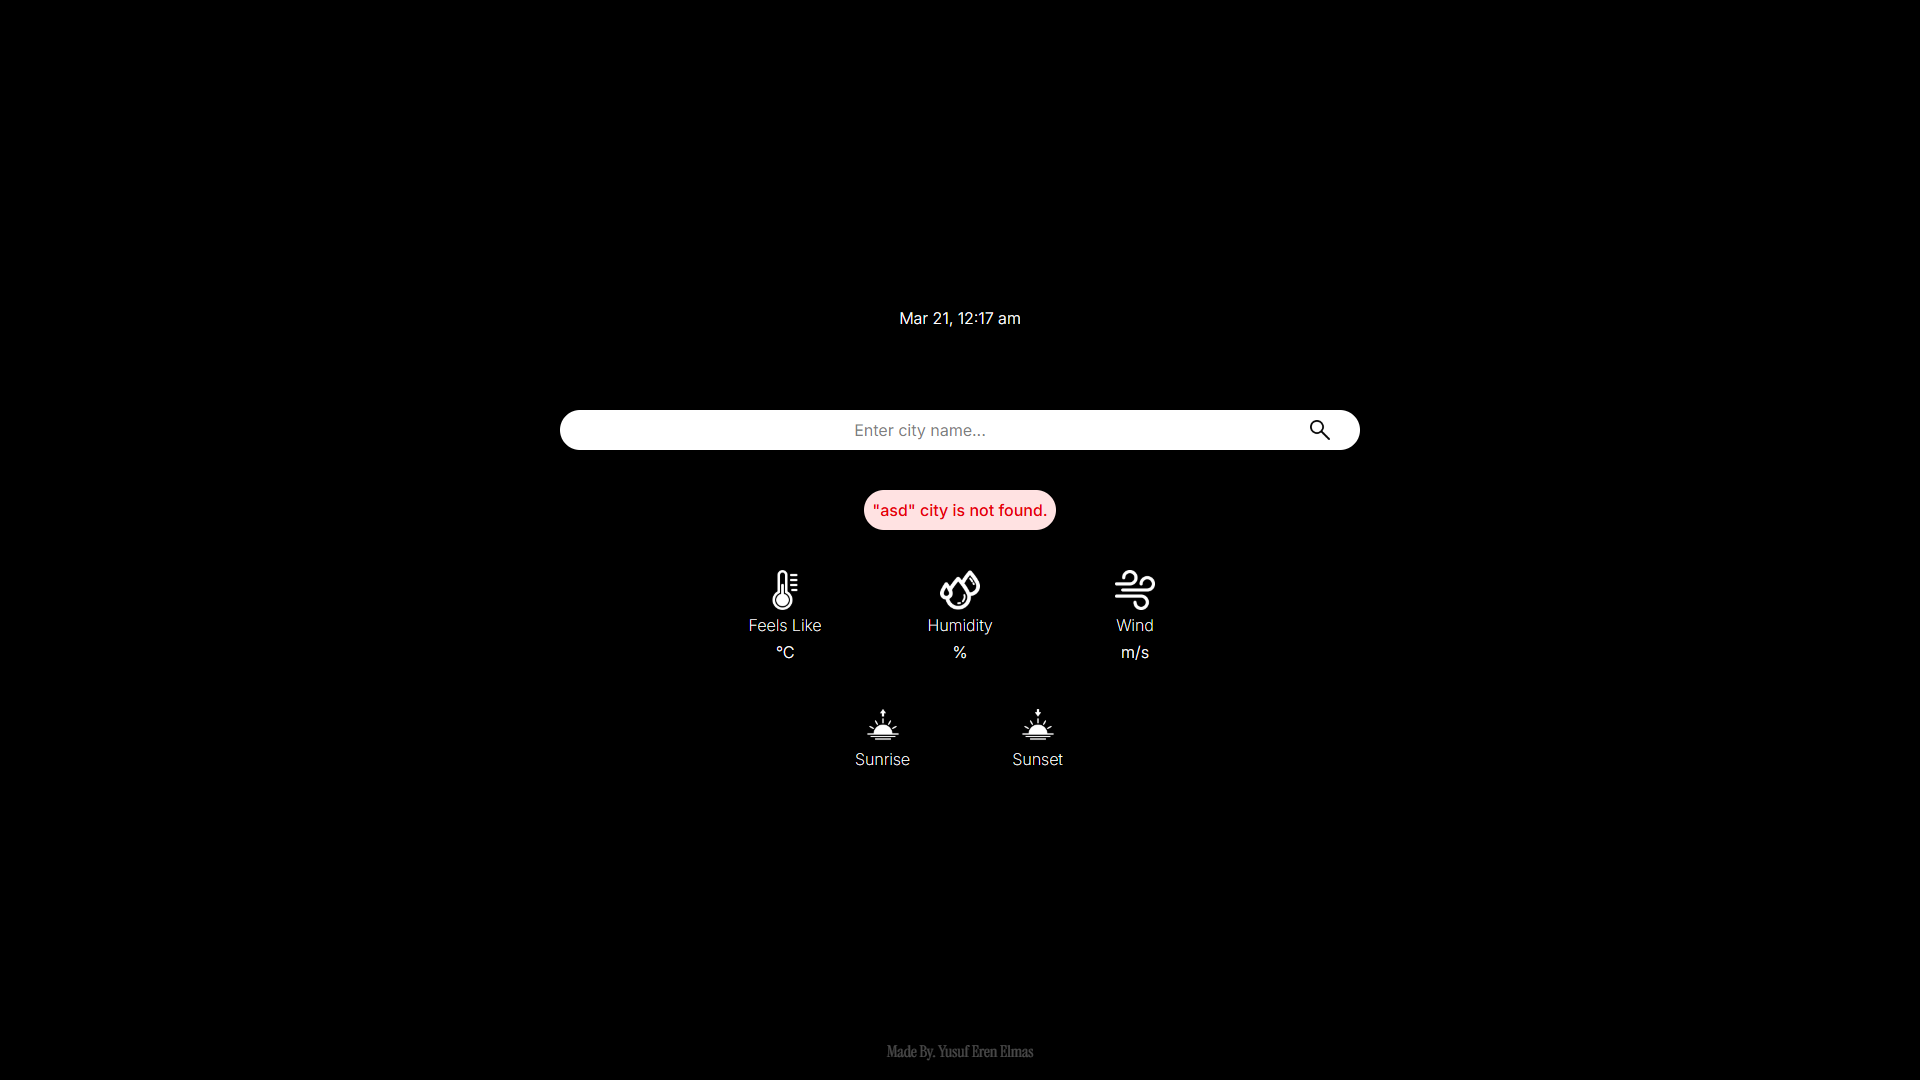 Mar 21, 12:17 am
Enter city name...
"asd" city is not found.
Feels Like
Humidity
Wind
°C
%
m/s
Sunrise
Sunset
Made By. Yusuf Eren Elmas